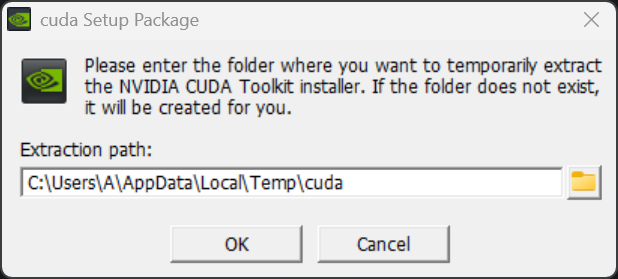 cuda Setup Package
Please enter the folder where you want to temporarily extract
the NVIDIA CUDA Toolkit installer. If the folder does not exist,
it will be created for you.
Extraction path:
C:\Users\A\AppData\Local\Temp\cuda
OK
Cancel